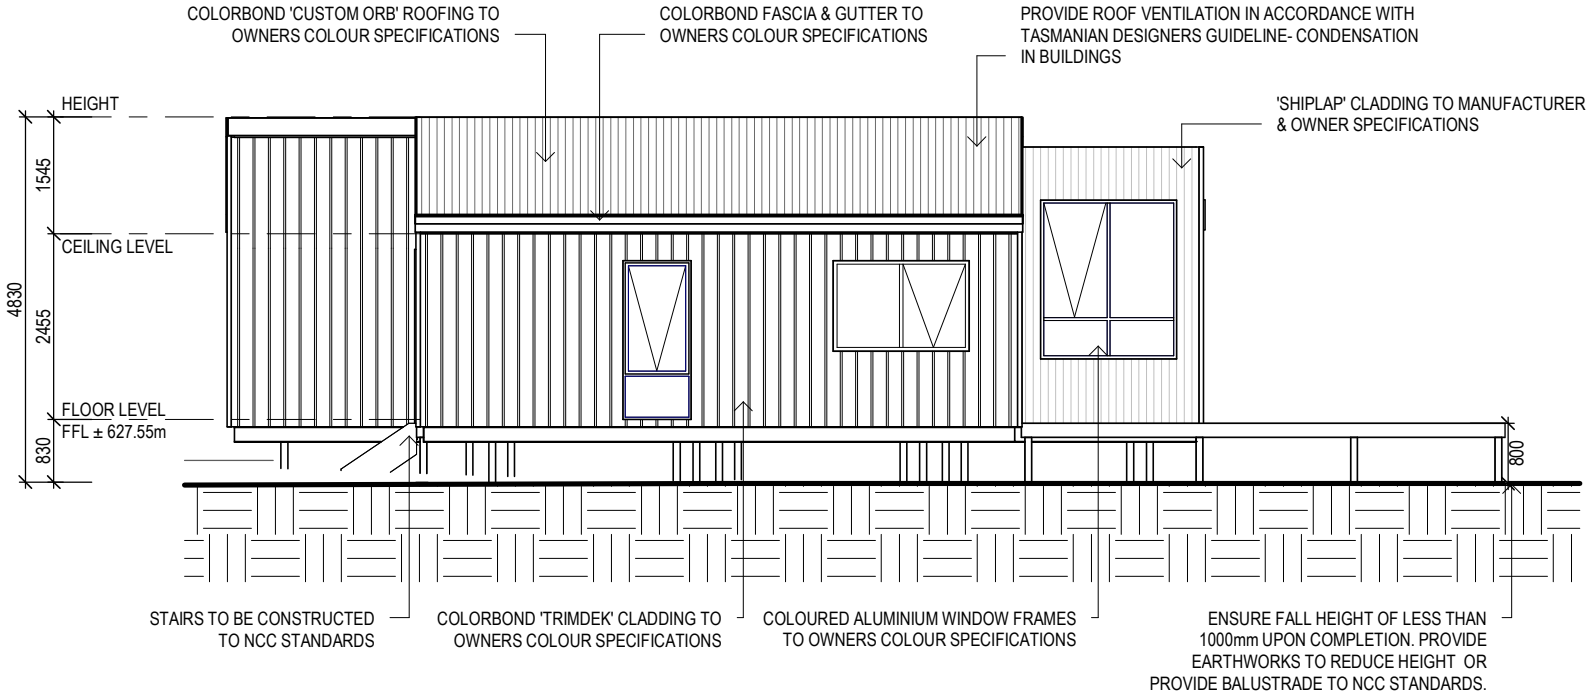 COLORBOND 'CUSTOM ORB' ROOFING TO
OWNERS COLOUR SPECIFICATIONS
COLORBOND FASCIA & GUTTER TO
OWNERS COLOUR SPECIFICATIONS
PROVIDE ROOF VENTILATION IN ACCORDANCE WITH
TASMANIAN DESIGNERS GUIDELINE- CONDENSATION
IN BUILDINGS
'SHIPLAP' CLADDING TO MANUFACTURER
& OWNER SPECIFICATIONS
HEIGHT
1545
CEILING LEVEL
4830
2455
FLOOR LEVEL
FFL ± 627.55m
830
800
STAIRS TO BE CONSTRUCTED
TO NCC STANDARDS
COLORBOND 'TRIMDEK' CLADDING TO
OWNERS COLOUR SPECIFICATIONS
COLOURED ALUMINIUM WINDOW FRAMES
TO OWNERS COLOUR SPECIFICATIONS
ENSURE FALL HEIGHT OF LESS THAN
1000mm UPON COMPLETION. PROVIDE
EARTHWORKS TO REDUCE HEIGHT OR
PROVIDE BALUSTRADE TO NCC STANDARDS.